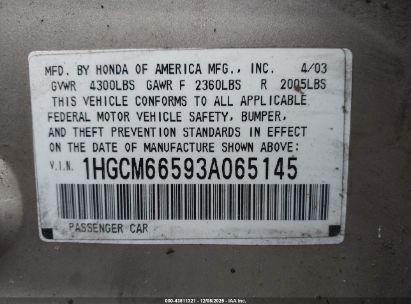 MFD. BY HONDA OF AMERICA MFG., INC. 4/03
GVWR 4300LBS GAWR F 2360LBS R 2005LBS
THIS VEHICLE CONFORMS TO ALL APPLICABLE
FEDERAL MOTOR VEHICLE SAFETY, BUMPER,
AND THEFT PREVENTION STANDARDS IN EFFECT
ON THE DATE OF MANUFACTURE SHOWN ABOVE:
V.I.N. 1HGCM66593A065145
PASSENGER CAR